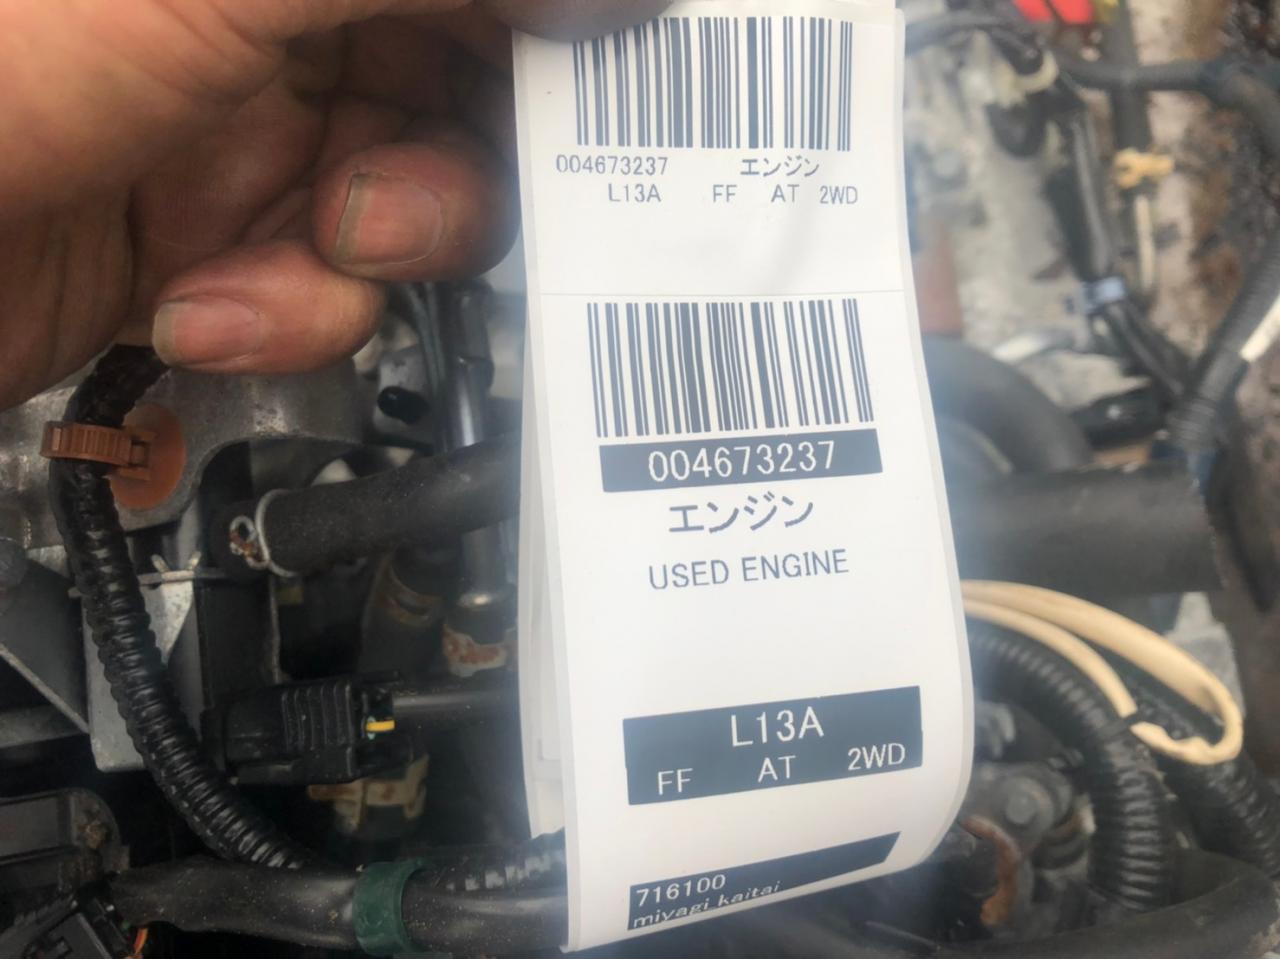 004673237 エンジン
L13A FF AT 2WD
004673237
エンジン
USED ENGINE
L13A
FF AT 2WD
716100
miyagi kaitai